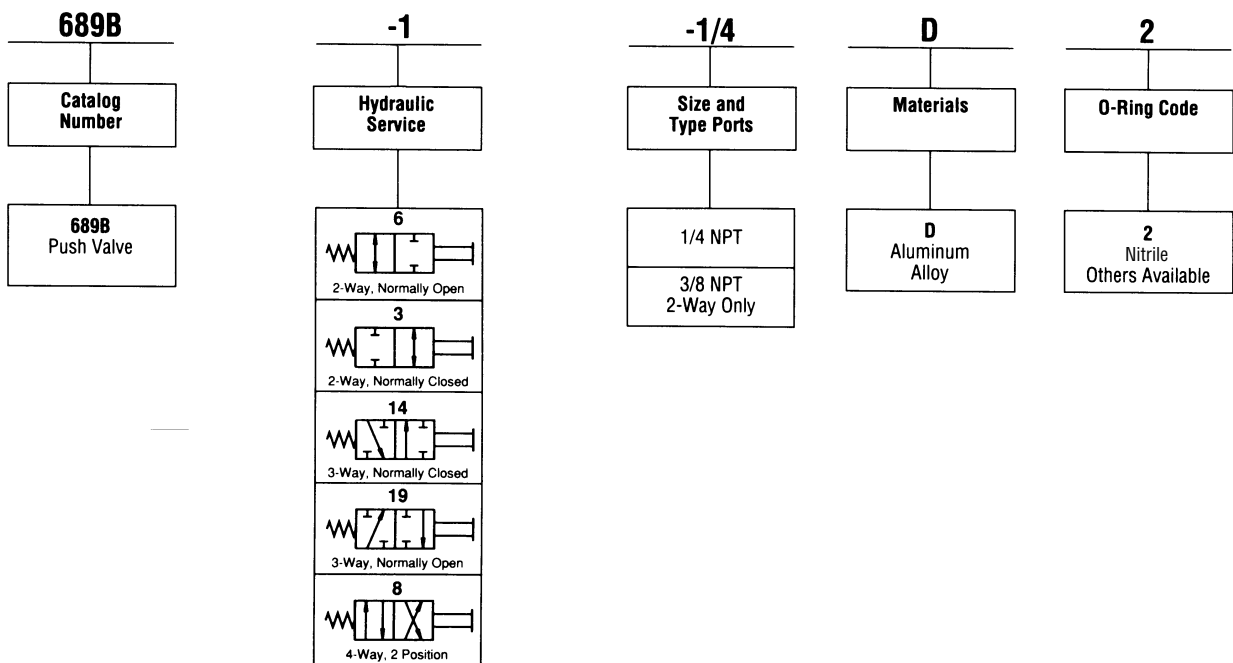 689B
-1
-1/4
D
2
Catalog
Number
Hydraulic
Service
Size and
Type Ports
Materials
O-Ring Code
689B
Push Valve
6
2-Way, Normally Open
3
2-Way, Normally Closed
14
3-Way, Normally Closed
19
3-Way, Normally Open
8
4-Way, 2 Position
1/4 NPT
3/8 NPT
2-Way Only
D
Aluminum
Alloy
2
Nitrile
Others Available